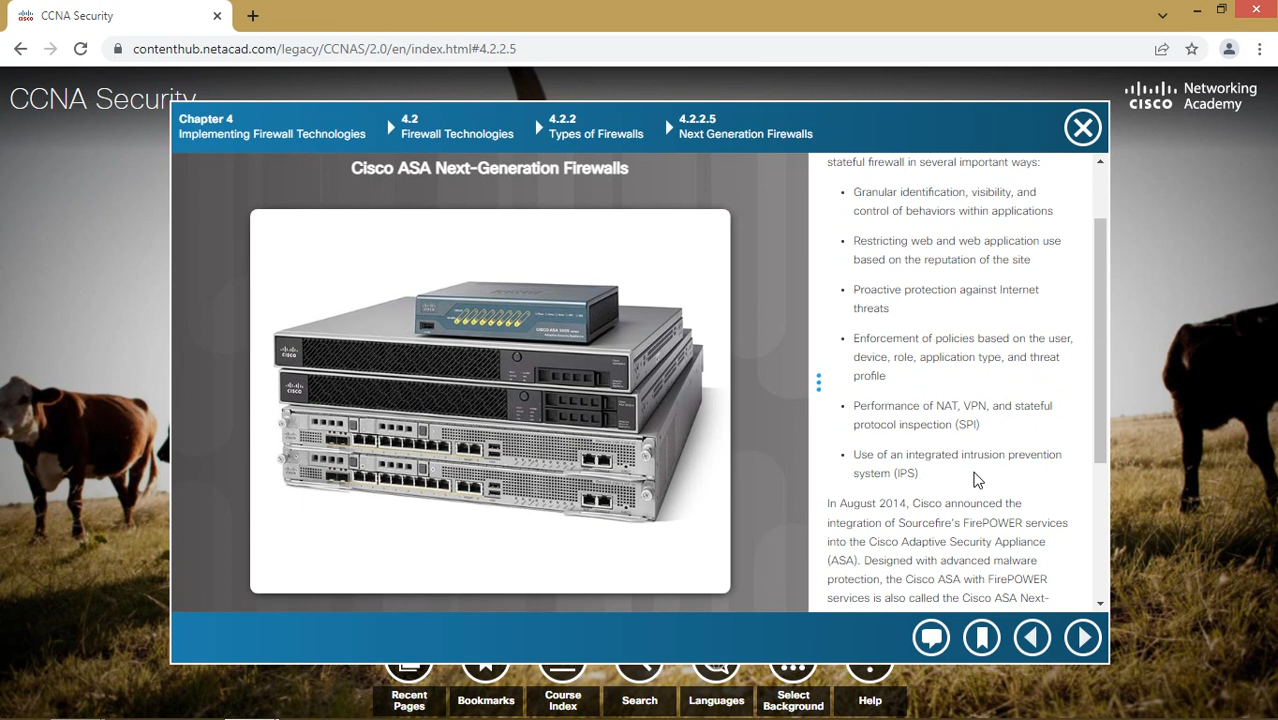 CCNA Security
contenthub.netacad.com/legacy/CCNAS/2.0/en/index.html#4.2.2.5
CCNA Security
Networking
CISCO Academy
Chapter 4
Implementing Firewall Technologies
4.2
Firewall Technologies
4.2.2
Types of Firewalls
4.2.2.5
Next Generation Firewalls
Cisco ASA Next-Generation Firewalls
stateful firewall in several important ways:
• Granular identification, visibility, and
control of behaviors within applications
• Restricting web and web application use
based on the reputation of the site
• Proactive protection against Internet
threats
• Enforcement of policies based on the user,
device, role, application type, and threat
profile
• Performance of NAT, VPN, and stateful
protocol inspection (SPI)
• Use of an integrated intrusion prevention
system (IPS)
In August 2014, Cisco announced the
integration of Sourcefire's FirePOWER services
into the Cisco Adaptive Security Appliance
(ASA). Designed with advanced malware
protection, the Cisco ASA with FirePOWER
services is also called the Cisco ASA Next-
Recent
Pages
Bookmarks
Course
Index
Search
Languages
Select
Background
Help